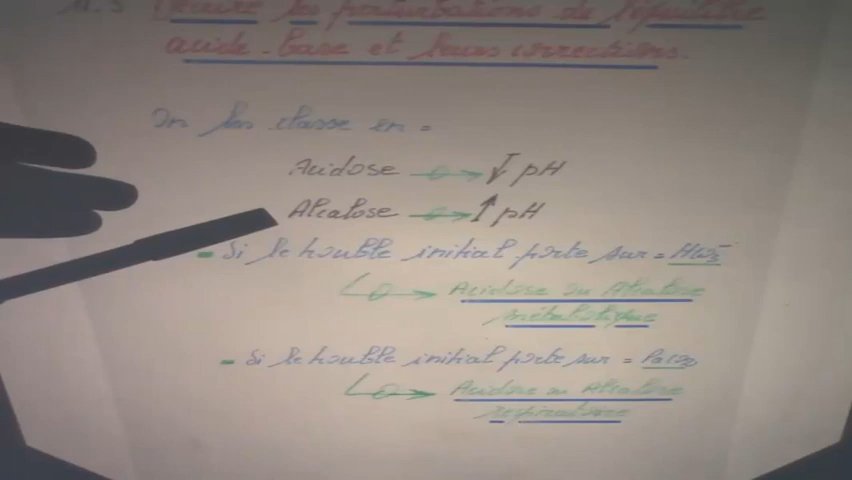 Décrire les perturbations de l'équilibre
acide-base et leurs corrections.
On les classe en =
Acidose → ↓ pH
Alcalose → ↑ pH
- Si le trouble initial porte sur = HCO3-
↳ Acidose ou Alcalose
métabolique
- Si le trouble initial porte sur = PaCO2
↳ Acidose ou Alcalose
respiratoire